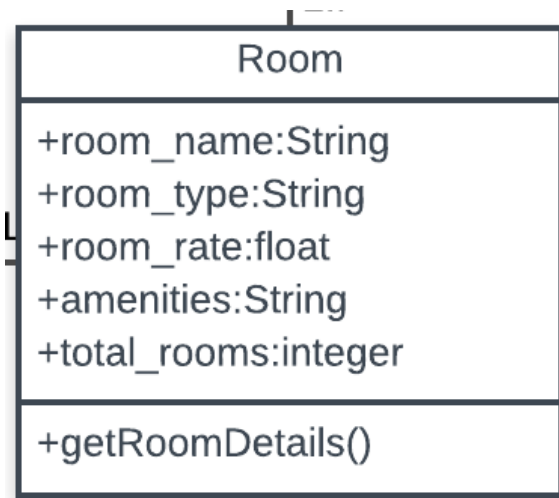 Room
+room_name:String
+room_type:String
+room_rate:float
+amenities:String
+total_rooms:integer
+getRoomDetails()